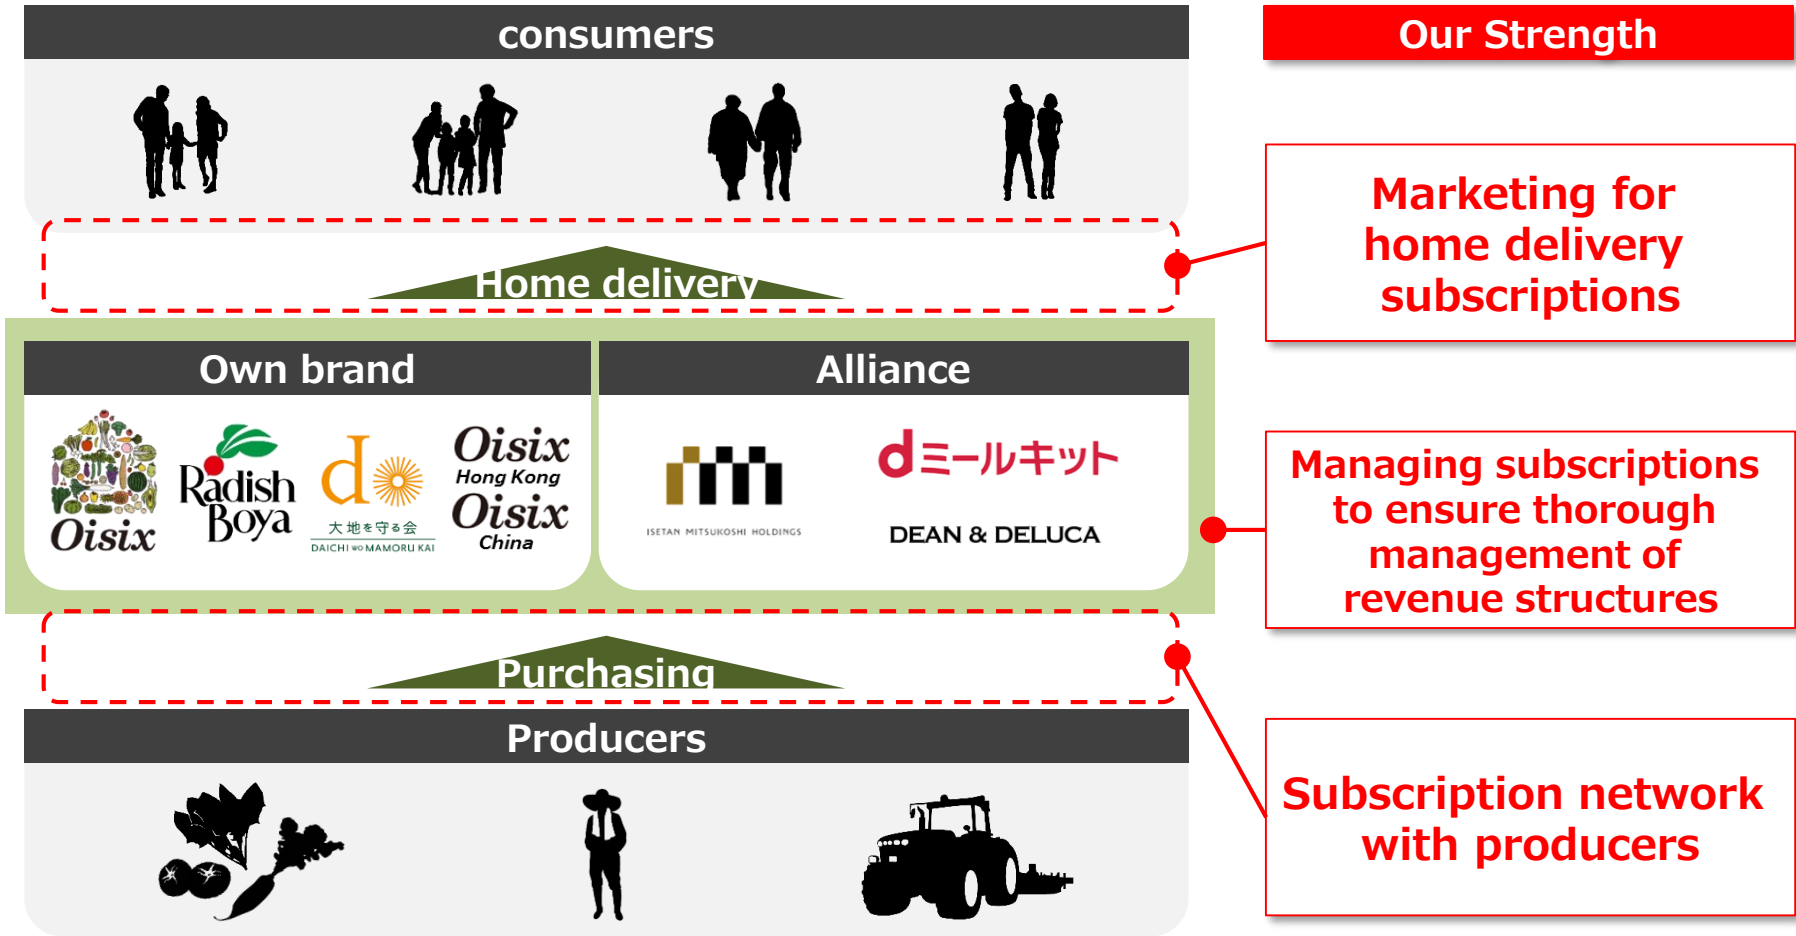 consumers
Our Strength
Marketing for
home delivery
subscriptions
Home delivery
Own brand
Alliance
Oisix
Radish
Boya
d
大地を守る会
DAICHI WO MAMORU KAI
Oisix
Hong Kong
Oisix
China
ISETAN MITSUKOSHI HOLDINGS
dミールキット
DEAN & DELUCA
Managing subscriptions
to ensure thorough
management of
revenue structures
Purchasing
Producers
Subscription network
with producers